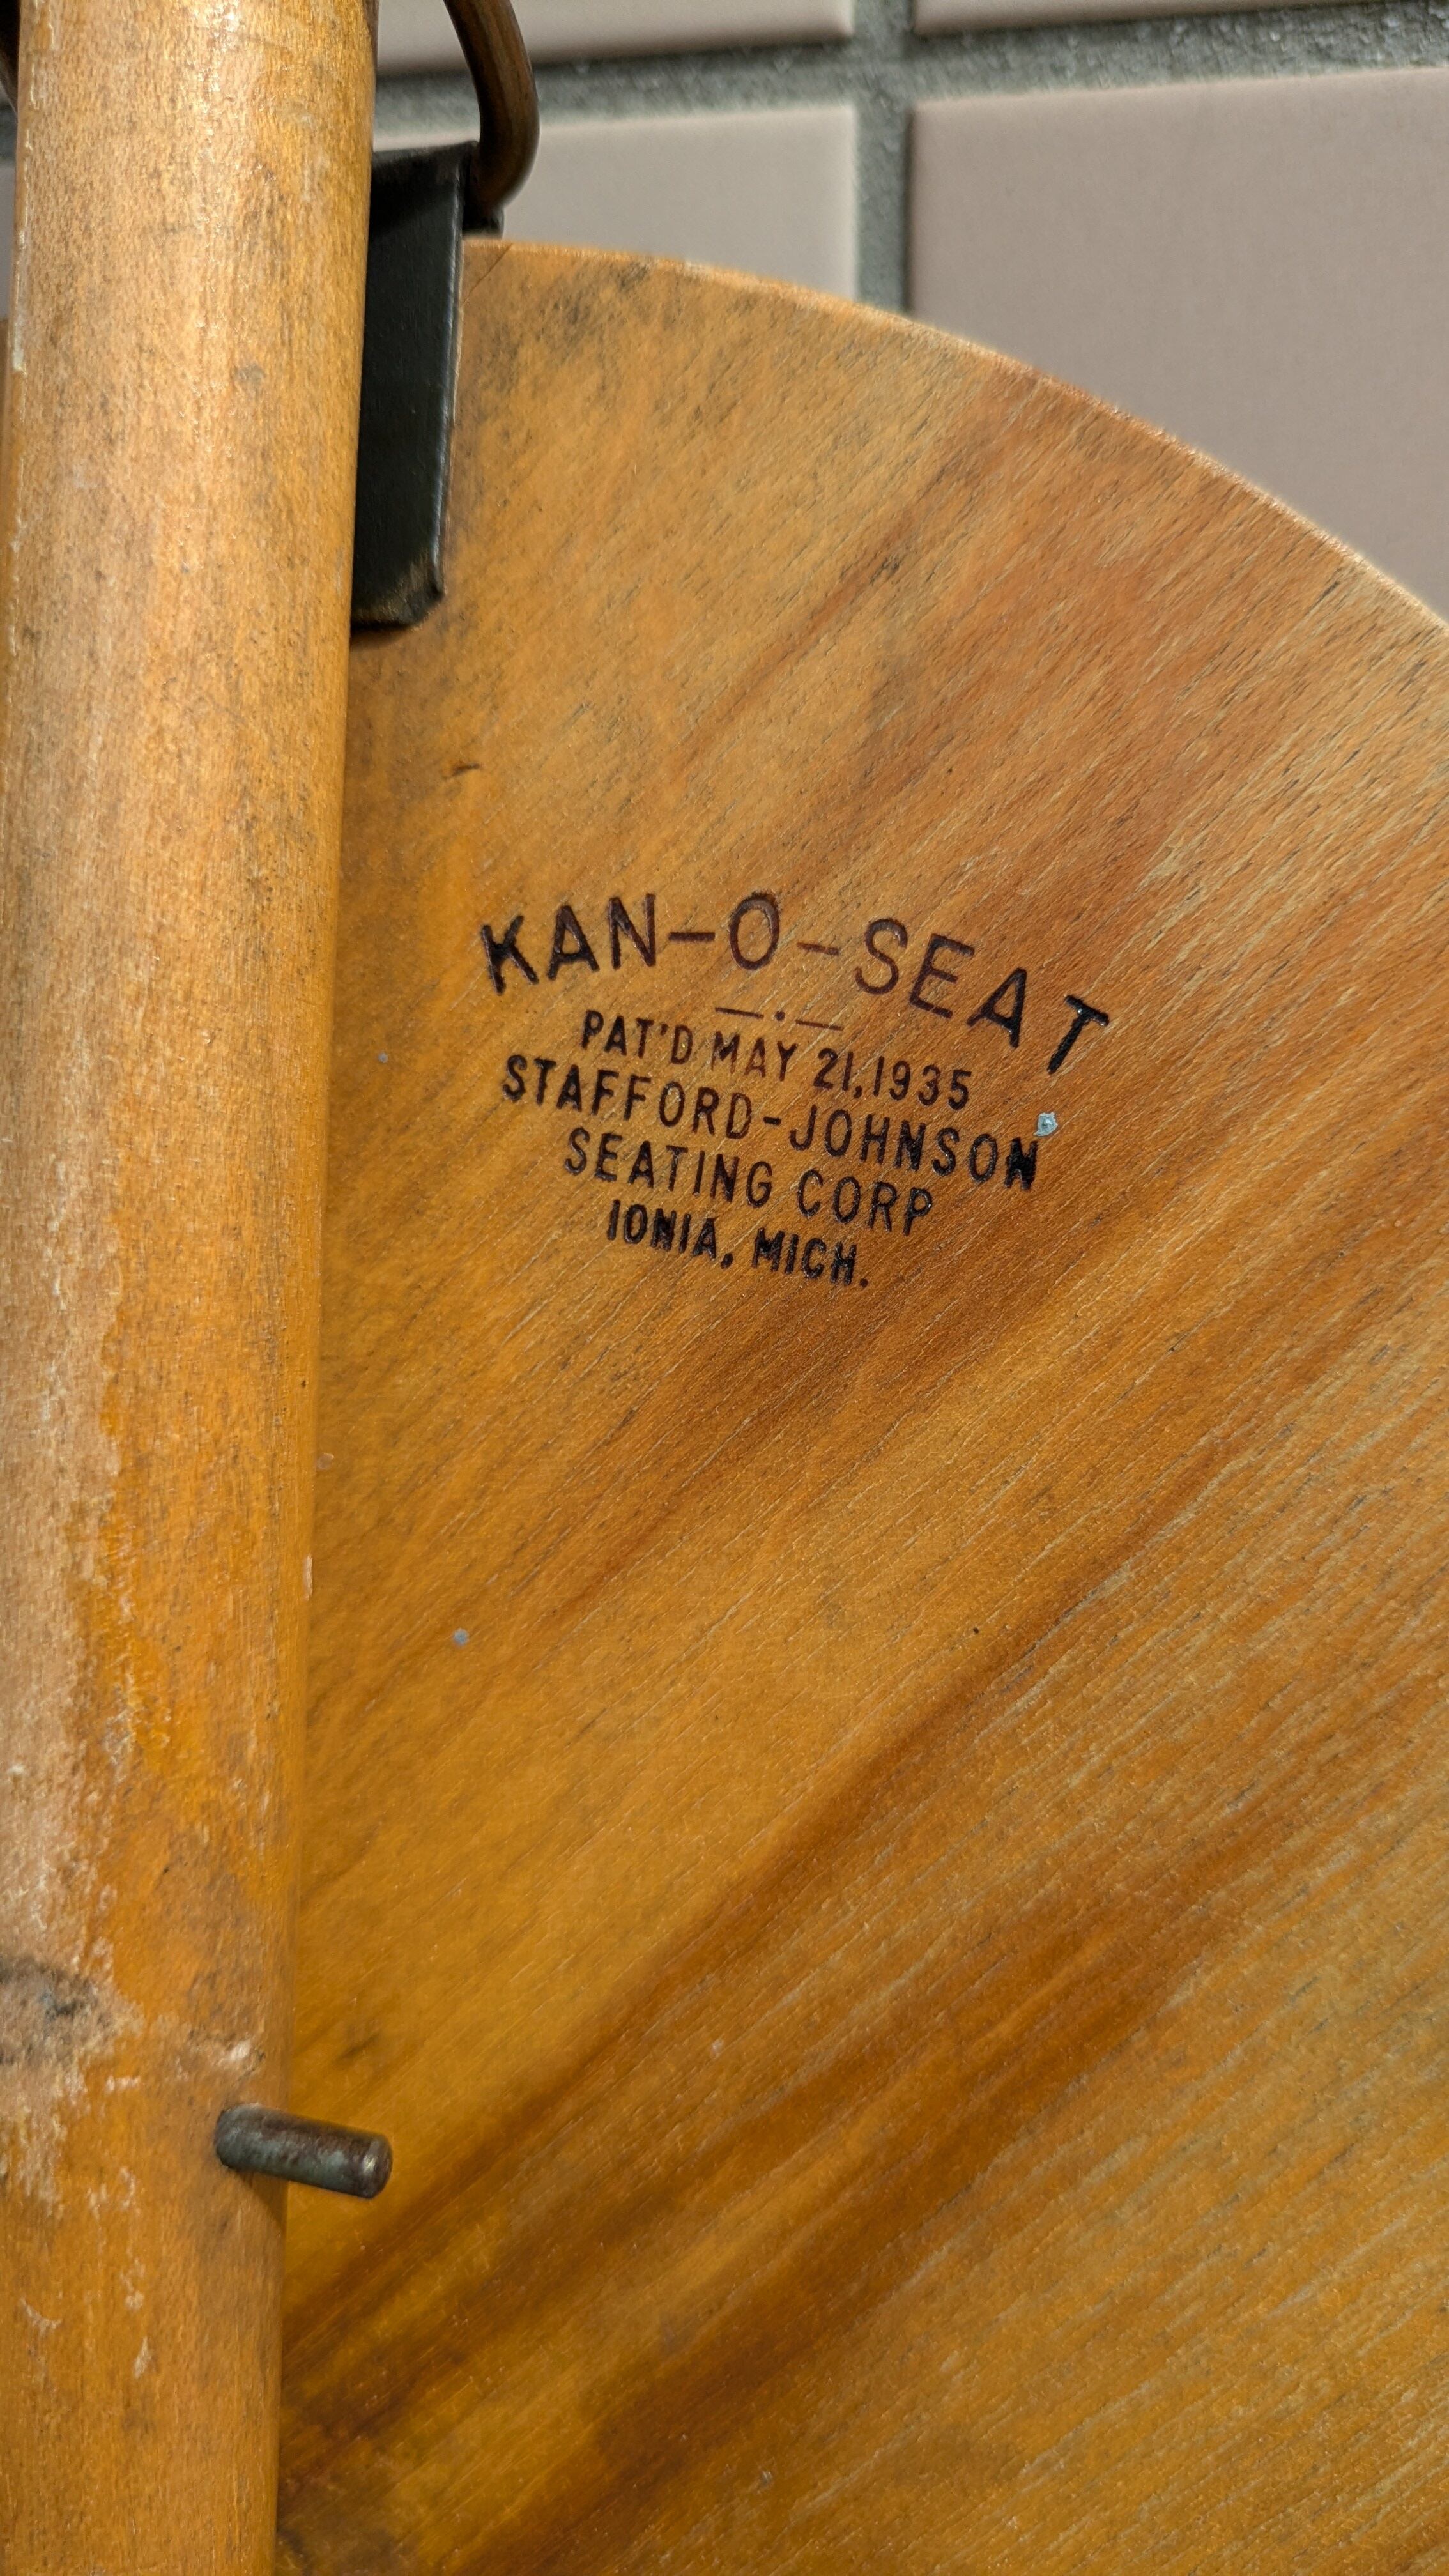 KAN-O-SEAT
PAT'D MAY 21, 1935
STAFFORD-JOHNSON
SEATING CORP
IONIA, MICH.